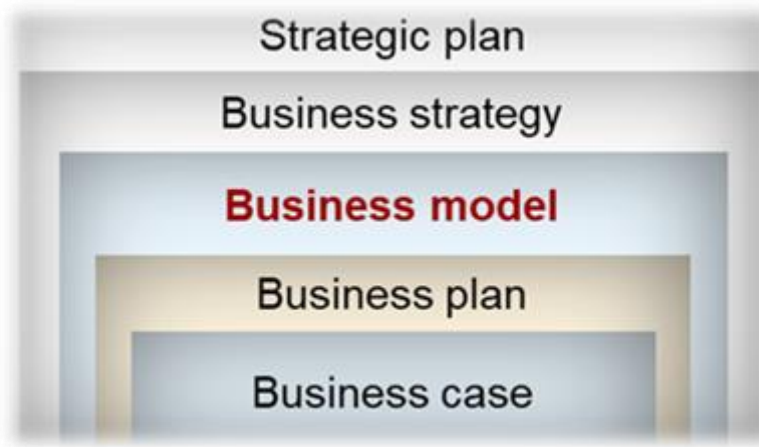 Strategic plan
Business strategy
Business model
Business plan
Business case